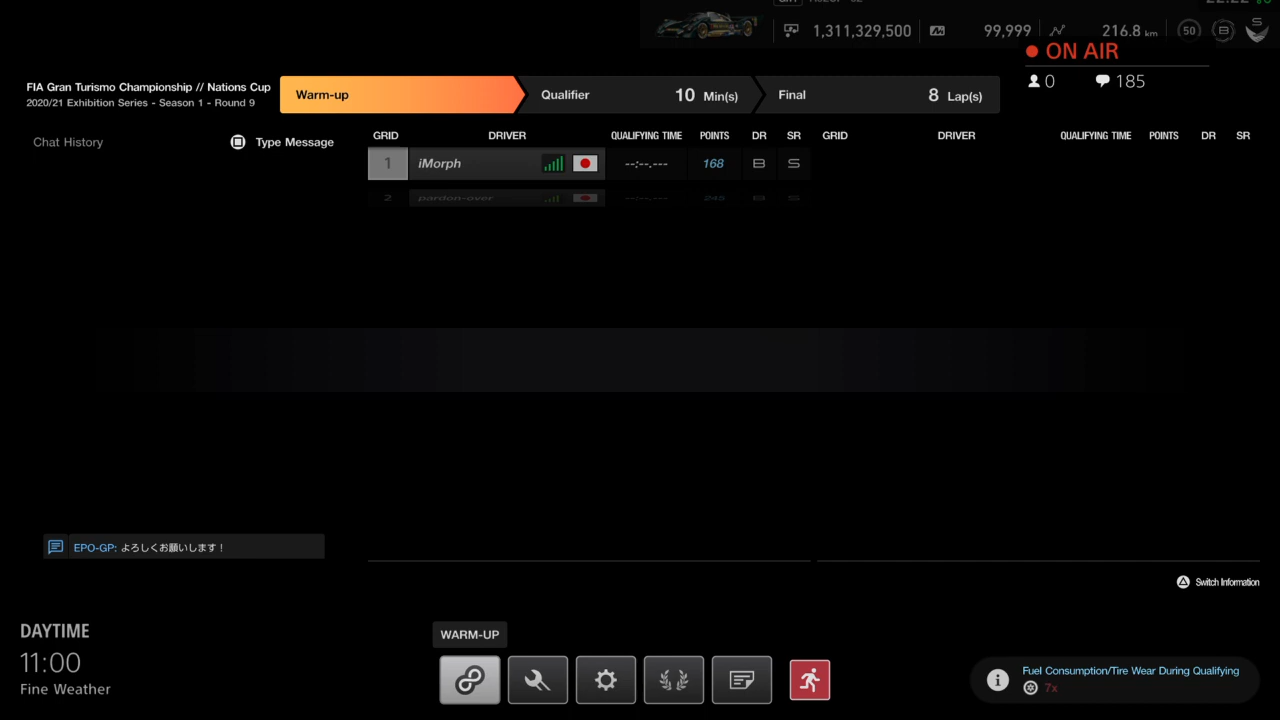 1,311,329,500
99,999
216.8 km
50
B
S
ON AIR
0
185
FIA Gran Turismo Championship // Nations Cup
2020/21 Exhibition Series - Season 1 - Round 9
Warm-up
Qualifier
10 Min(s)
Final
8 Lap(s)
Chat History
Type Message
GRID DRIVER QUALIFYING TIME POINTS DR SR
GRID DRIVER QUALIFYING TIME POINTS DR SR
1 iMorph --:--.--- 168 B S
2 pardon-over --:--.--- 245 B S
EPO-GP: よろしくお願いします！
Switch Information
DAYTIME
11:00
Fine Weather
WARM-UP
Fuel Consumption/Tire Wear During Qualifying
7x